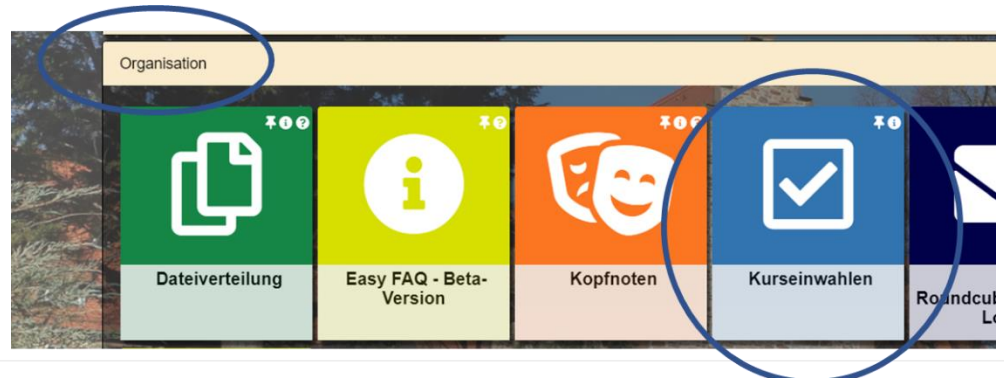 Organisation
Dateiverteilung
Easy FAQ - Beta-
Version
Kopfnoten
Kurseinwahlen